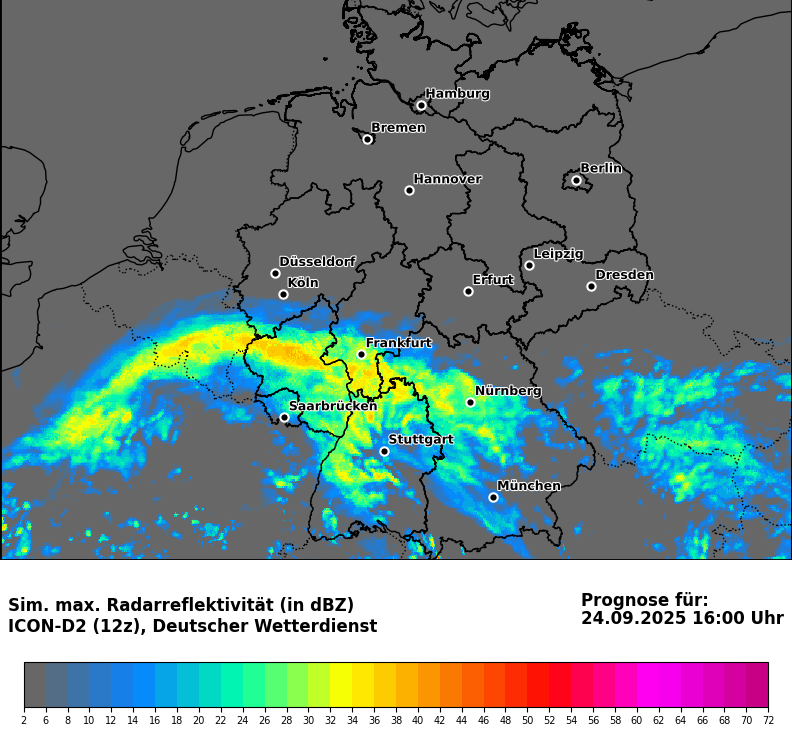 Hamburg
Bremen
Berlin
Hannover
Leipzig
Düsseldorf
Dresden
Köln
Erfurt
Frankfurt
Nürnberg
Saarbrücken
Stuttgart
München
Sim. max. Radarreflektivität (in dBZ)
ICON-D2 (12z), Deutscher Wetterdienst
Prognose für:
24.09.2025 16:00 Uhr
2 6 8 10 12 14 16 18 20 22 24 26 28 30 32 34 36 38 40 42 44 46 48 50 52 54 56 58 60 62 64 66 68 70 72